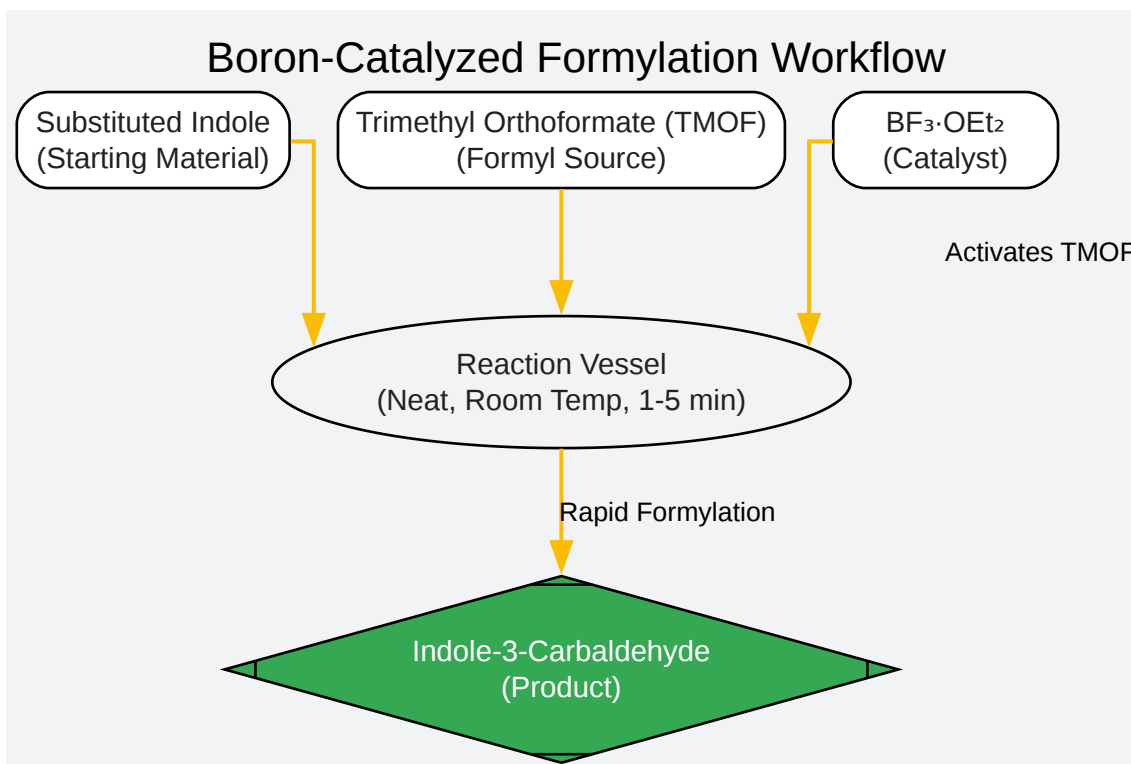 Boron-Catalyzed Formylation Workflow
Substituted Indole
(Starting Material)
Trimethyl Orthoformate (TMOF)
(Formyl Source)
BF₃·OEt₂
(Catalyst)
Activates TMOF
Reaction Vessel
(Neat, Room Temp, 1-5 min)
Rapid Formylation
Indole-3-Carbaldehyde
(Product)